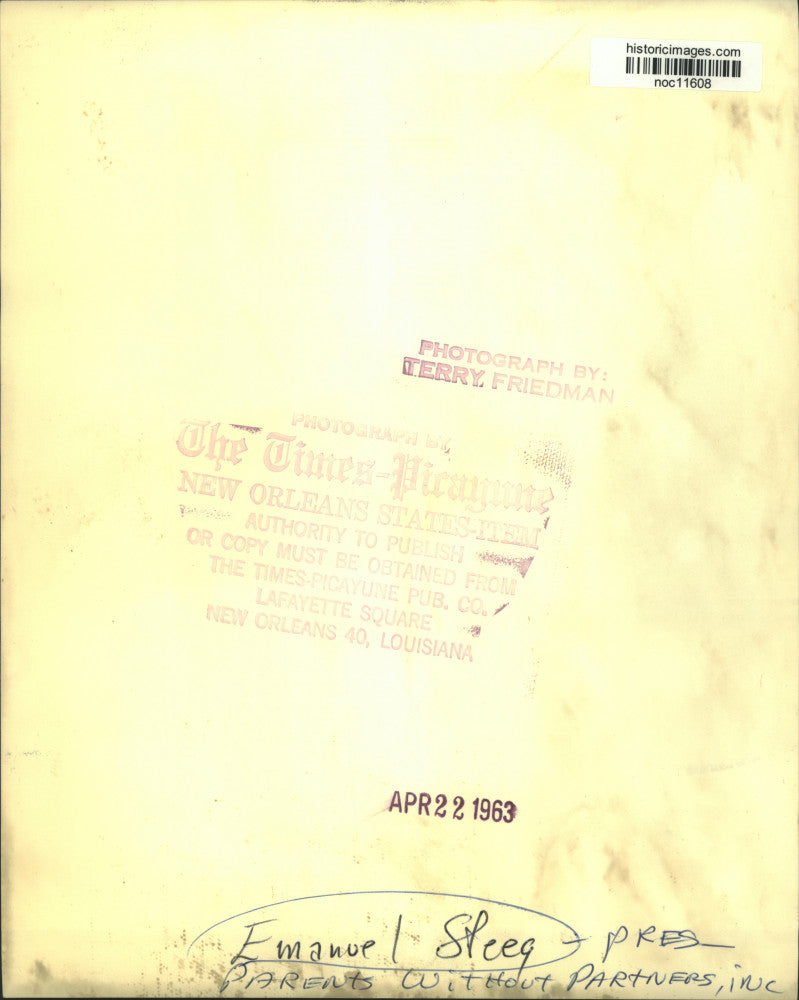 historicimages.com
noc11608
PHOTOGRAPH BY:
TERRY FRIEDMAN
PHOTOGRAPH BY
The Times-Picayune
NEW ORLEANS STATES-ITEM
AUTHORITY TO PUBLISH
OR COPY MUST BE OBTAINED FROM
THE TIMES-PICAYUNE PUB. CO.
LAFAYETTE SQUARE
NEW ORLEANS 40, LOUISIANA
APR 22 1963
Emanuel Steeg - PRES
PARENTS WITHOUT PARTNERS, INC